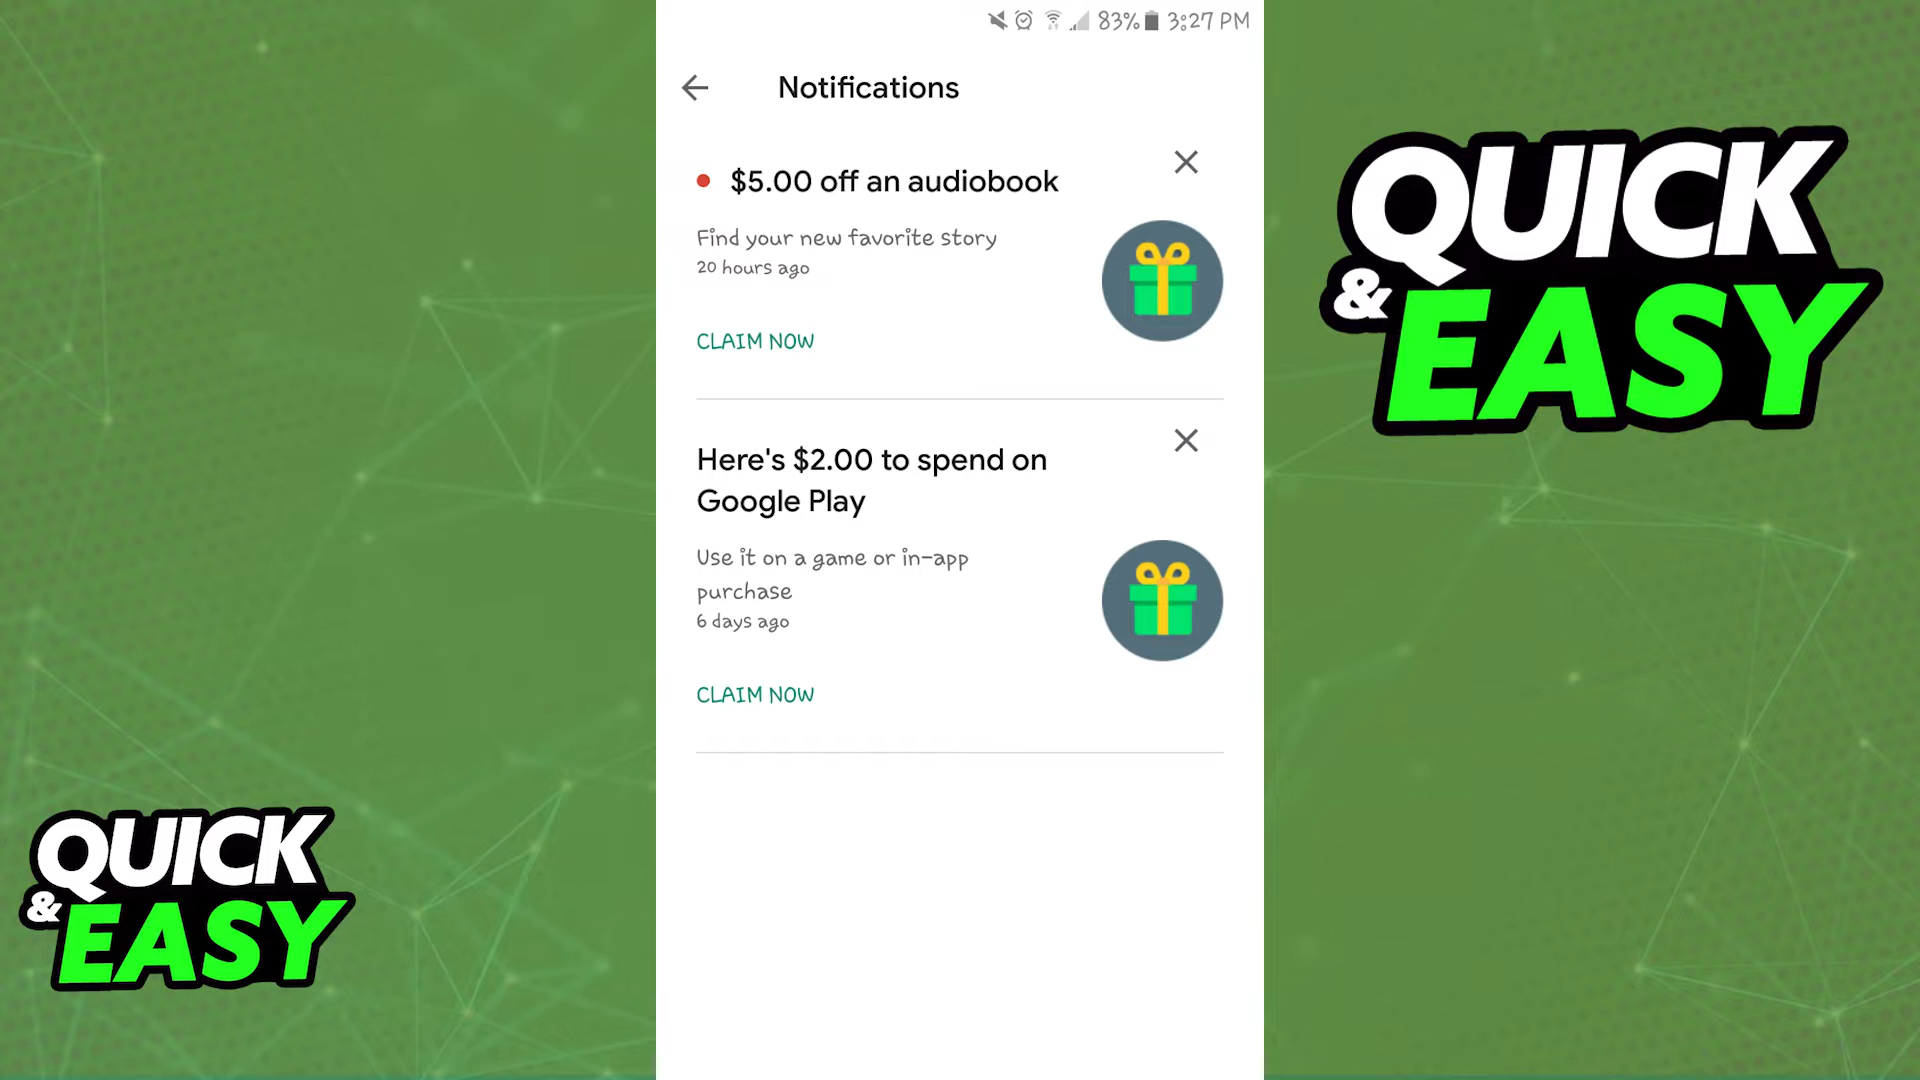 83% 3:27 PM
Notifications
$5.00 off an audiobook
Find your new favorite story
20 hours ago
CLAIM NOW
Here's $2.00 to spend on
Google Play
Use it on a game or in-app
purchase
6 days ago
CLAIM NOW
QUICK
& EASY
QUICK
& EASY